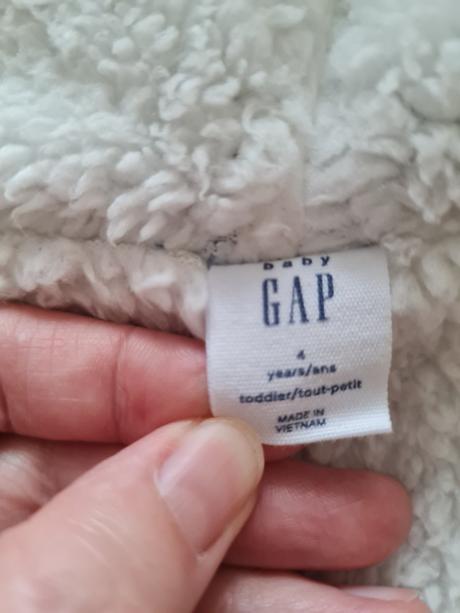 baby
GAP
4
years/ans
toddler/tout-petit
MADE IN
VIETNAM